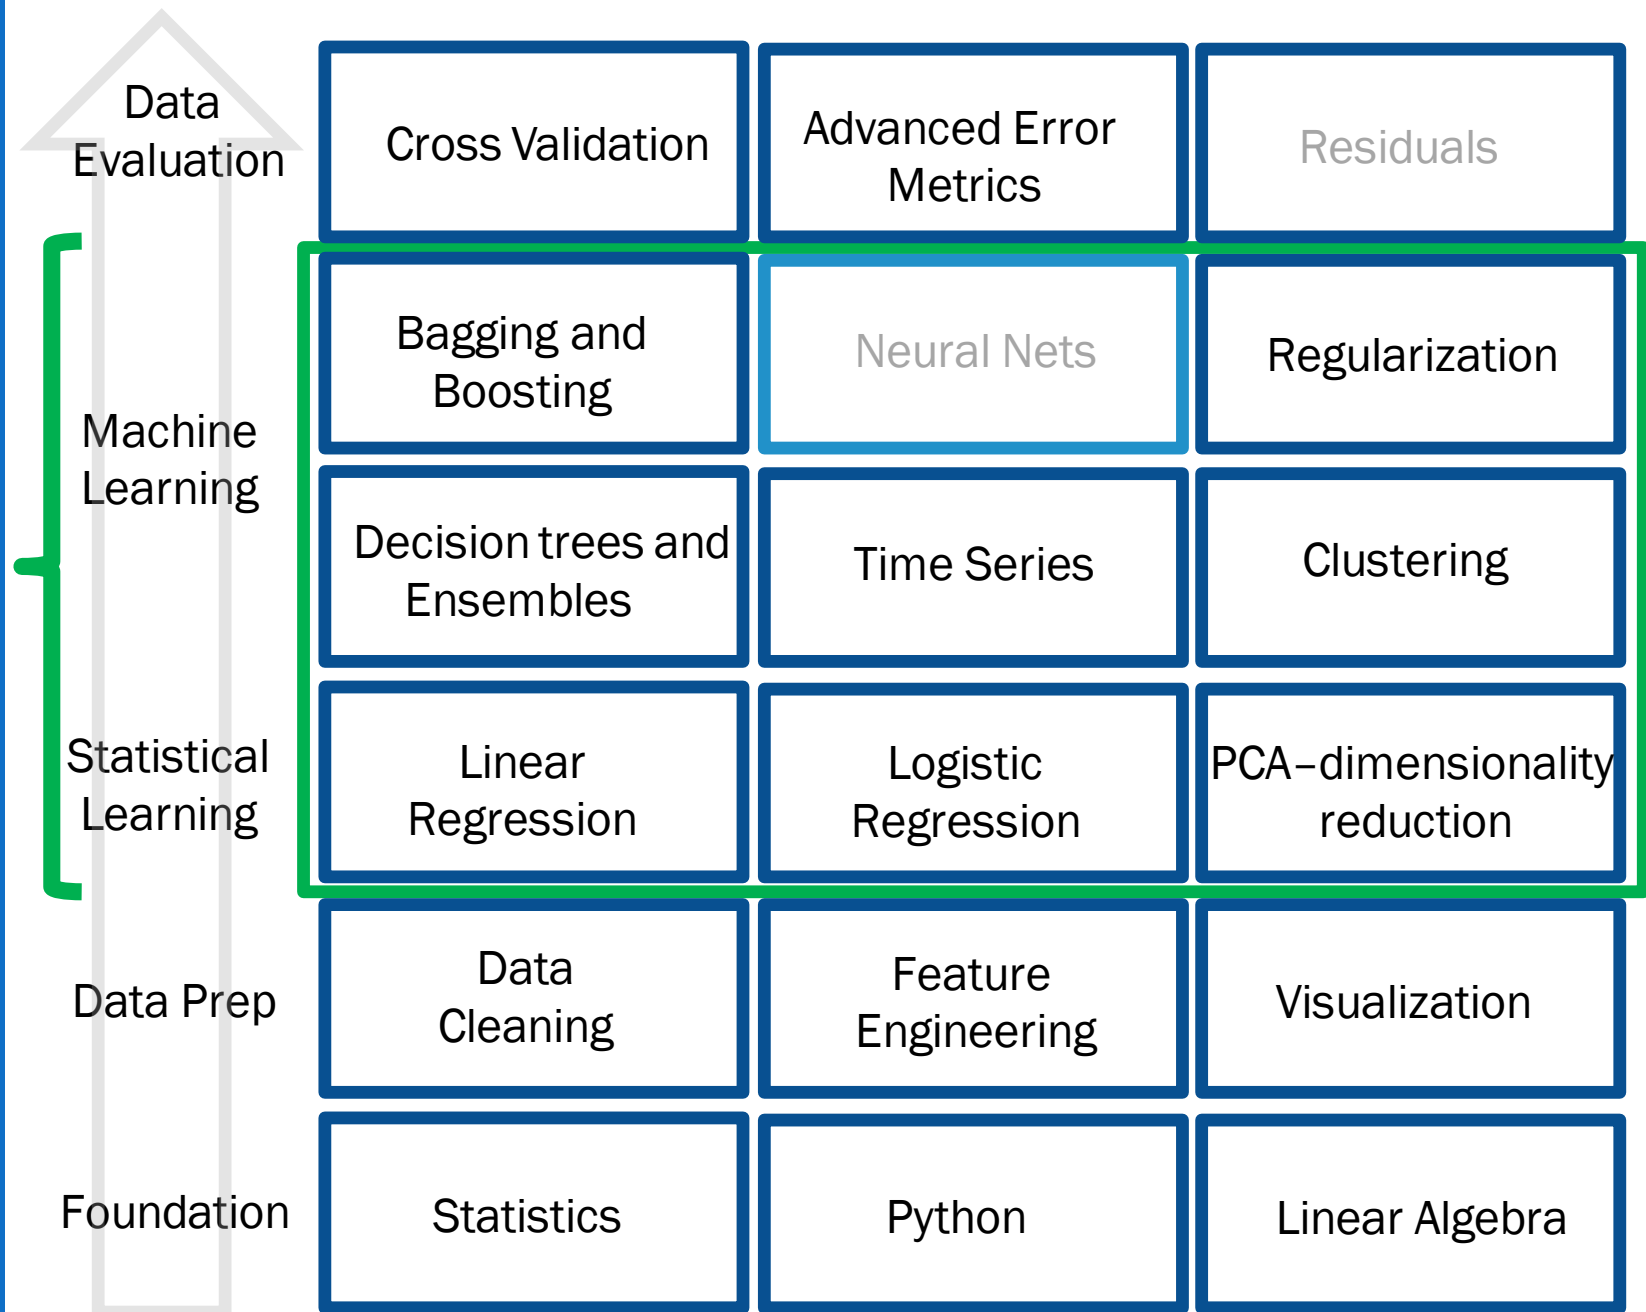 Data
Evaluation
Cross Validation
Advanced Error
Metrics
Residuals
Machine
Learning
Bagging and
Boosting
Neural Nets
Regularization
Decision trees and
Ensembles
Time Series
Clustering
Statistical
Learning
Linear
Regression
Logistic
Regression
PCA–dimensionality
reduction
Data Prep
Data
Cleaning
Feature
Engineering
Visualization
Foundation
Statistics
Python
Linear Algebra